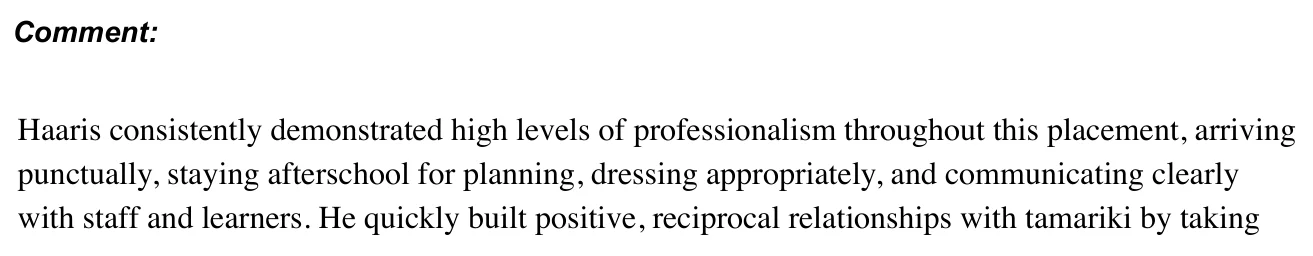 Comment:
Haaris consistently demonstrated high levels of professionalism throughout this placement, arriving
punctually, staying afterschool for planning, dressing appropriately, and communicating clearly
with staff and learners. He quickly built positive, reciprocal relationships with tamariki by taking